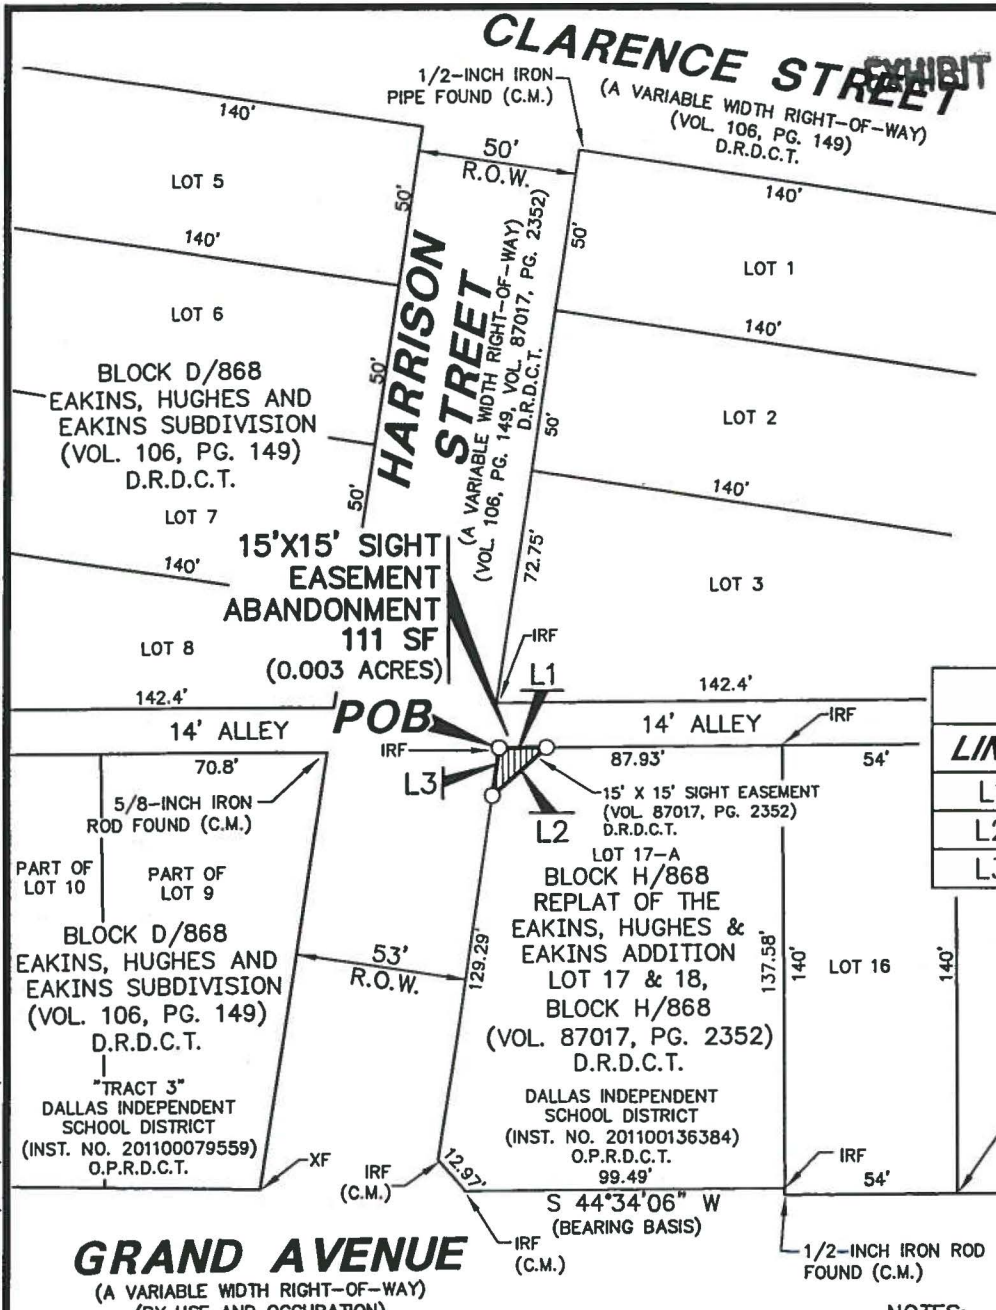 CLARENCE STREET
EXHIBIT
(A VARIABLE WIDTH RIGHT-OF-WAY)
(VOL. 106, PG. 149)
D.R.D.C.T.
1/2-INCH IRON
PIPE FOUND (C.M.)
140'
50'
R.O.W.
140'
LOT 5
50'
50'
140'
LOT 1
HARRISON
STREET
(A VARIABLE WIDTH RIGHT-OF-WAY)
(VOL. 106, PG. 149, VOL. 87017, PG. 2352)
D.R.D.C.T.
LOT 6
140'
BLOCK D/868
EAKINS, HUGHES AND
EAKINS SUBDIVISION
(VOL. 106, PG. 149)
D.R.D.C.T.
50'
50'
LOT 2
140'
50'
LOT 7
140'
72.75'
LOT 3
15'X15' SIGHT
EASEMENT
ABANDONMENT
111 SF
(0.003 ACRES)
LOT 8
IRF
L1
142.4'
142.4'
14' ALLEY
POB
14' ALLEY
IRF
IRF
70.8'
87.93'
54'
L3
5/8-INCH IRON
ROD FOUND (C.M.)
15' X 15' SIGHT EASEMENT
(VOL. 87017, PG. 2352)
D.R.D.C.T.
L2
LIN
L
L2
L3
PART OF
LOT 10
PART OF
LOT 9
LOT 17-A
BLOCK H/868
REPLAT OF THE
EAKINS, HUGHES &
EAKINS ADDITION
LOT 17 & 18,
BLOCK H/868
(VOL. 87017, PG. 2352)
D.R.D.C.T.
BLOCK D/868
EAKINS, HUGHES AND
EAKINS SUBDIVISION
(VOL. 106, PG. 149)
D.R.D.C.T.
53'
R.O.W.
129.29'
137.58'
140'
LOT 16
140'
"TRACT 3"
DALLAS INDEPENDENT
SCHOOL DISTRICT
(INST. NO. 201100079559)
O.P.R.D.C.T.
DALLAS INDEPENDENT
SCHOOL DISTRICT
(INST. NO. 201100136384)
O.P.R.D.C.T.
XF
IRF
(C.M.)
12.97'
99.49'
IRF
54'
S 44°34'06" W
(BEARING BASIS)
IRF
(C.M.)
1/2-INCH IRON ROD
FOUND (C.M.)
GRAND AVENUE
(A VARIABLE WIDTH RIGHT-OF-WAY)
(BY USE AND OCCUPATION)
NOTES: